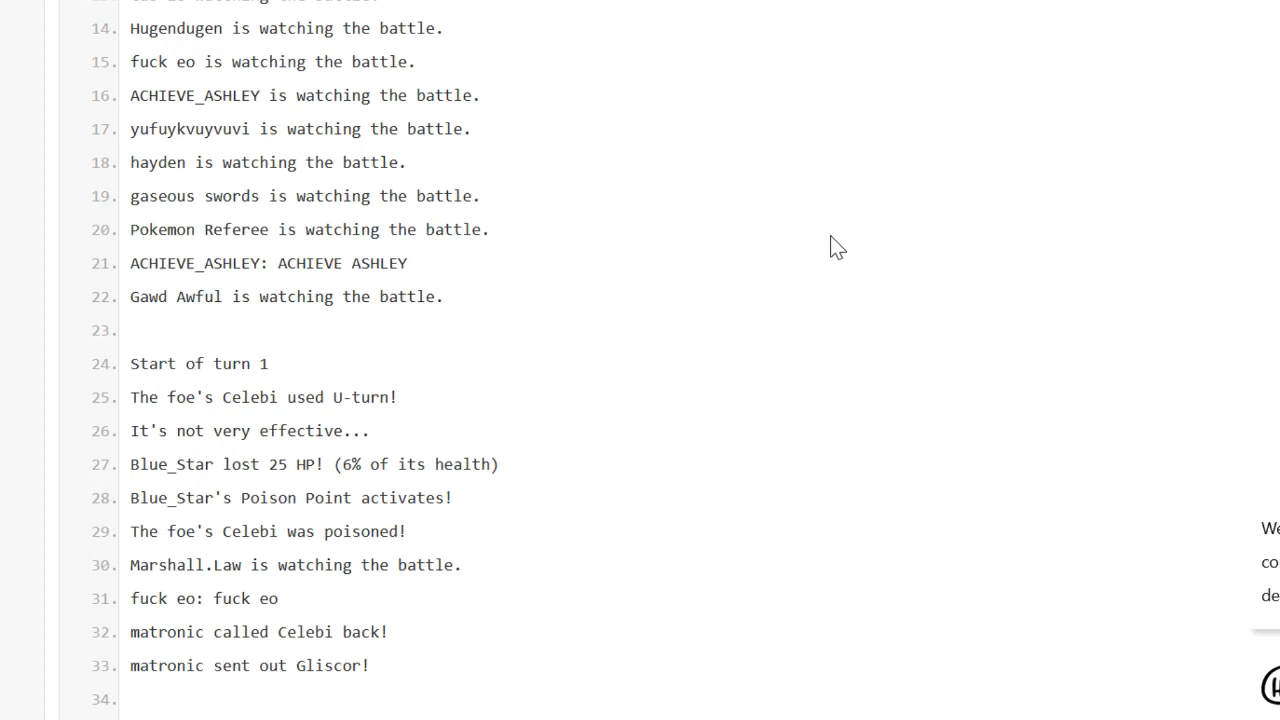 14. Hugendugen is watching the battle.
15. fuck eo is watching the battle.
16. ACHIEVE_ASHLEY is watching the battle.
17. yufuykvuyvuvi is watching the battle.
18. hayden is watching the battle.
19. gaseous swords is watching the battle.
20. Pokemon Referee is watching the battle.
21. ACHIEVE_ASHLEY: ACHIEVE ASHLEY
22. Gawd Awful is watching the battle.
23.
24. Start of turn 1
25. The foe's Celebi used U-turn!
26. It's not very effective...
27. Blue_Star lost 25 HP! (6% of its health)
28. Blue_Star's Poison Point activates!
29. The foe's Celebi was poisoned!
30. Marshall.Law is watching the battle.
31. fuck eo: fuck eo
32. matronic called Celebi back!
33. matronic sent out Gliscor!
34.
We
co
de